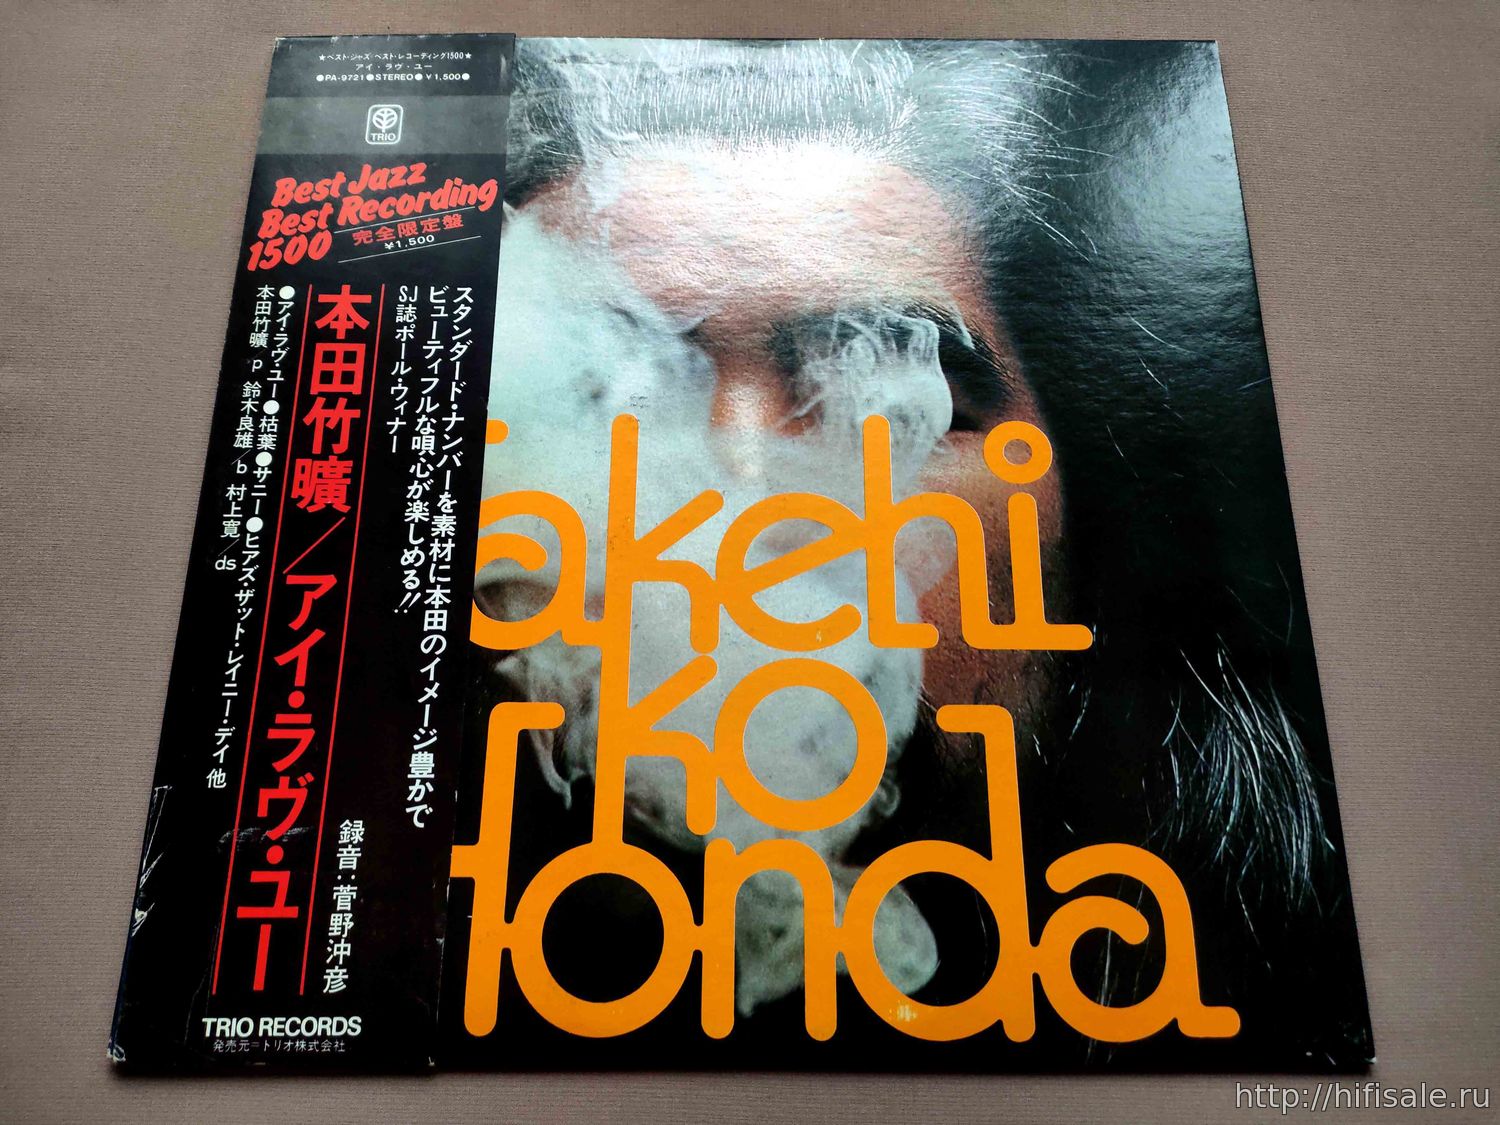 ★ベスト・ジャズ/ベスト・レコーディング1500★
アイ・ラヴ・ユー
●PA-9721●STEREO●¥1,500●
TRIO
Best Jazz
Best Recording
1500
完全限定盤
¥1,500
スタンダード・ナンバーを素材に本田のイメージ豊かで
ビューティフルな唄心が楽しめる!!
SJ誌ポール・ウィナー
本田竹曠/アイ・ラヴ・ユー
●アイ・ラヴ・ユー●枯葉●サニー●ヒアズ・ザット・レイニー・デイ 他
本田竹曠/p 鈴木良雄/b 村上寛/ds
録音:菅野沖彦
TRIO RECORDS
発売元=トリオ株式会社
akehi
ko
Honda
http://hifisale.ru